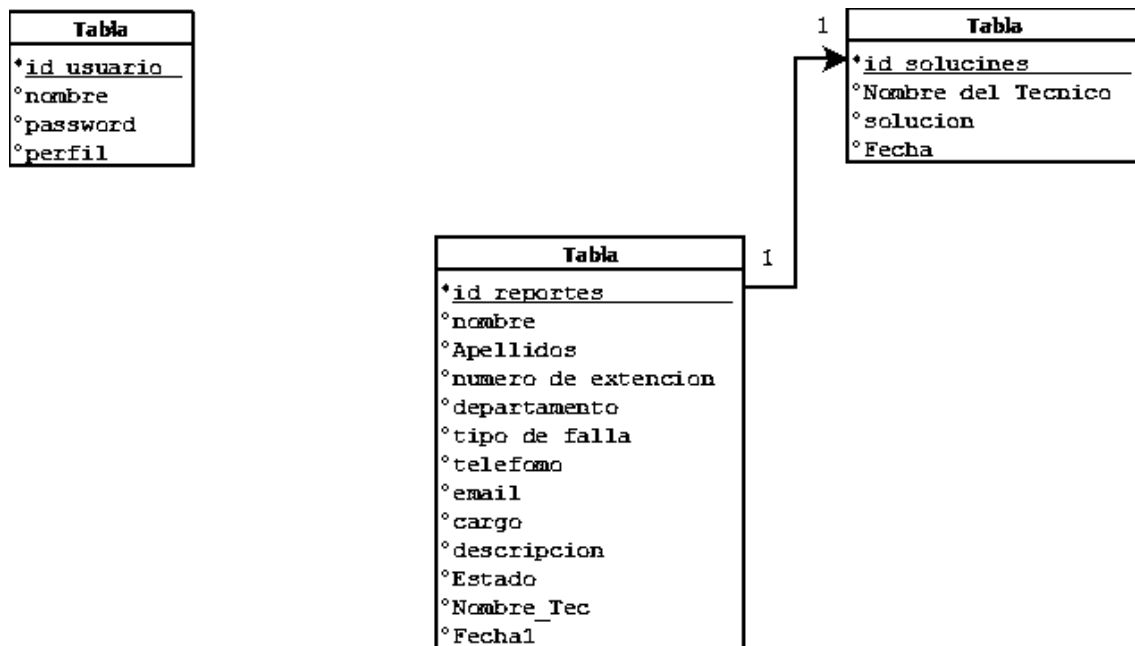 Tabla
*id usuario
°nombre
°password
°perfil
1
Tabla
*id solucines
°Nombre del Tecnico
°solucion
°Fecha
Tabla
1
*id reportes
°nombre
°Apellidos
°numero de extencion
°departamento
°tipo de falla
°telefomo
°email
°cargo
°descripcion
°Estado
°Nombre_Tec
°Fecha1